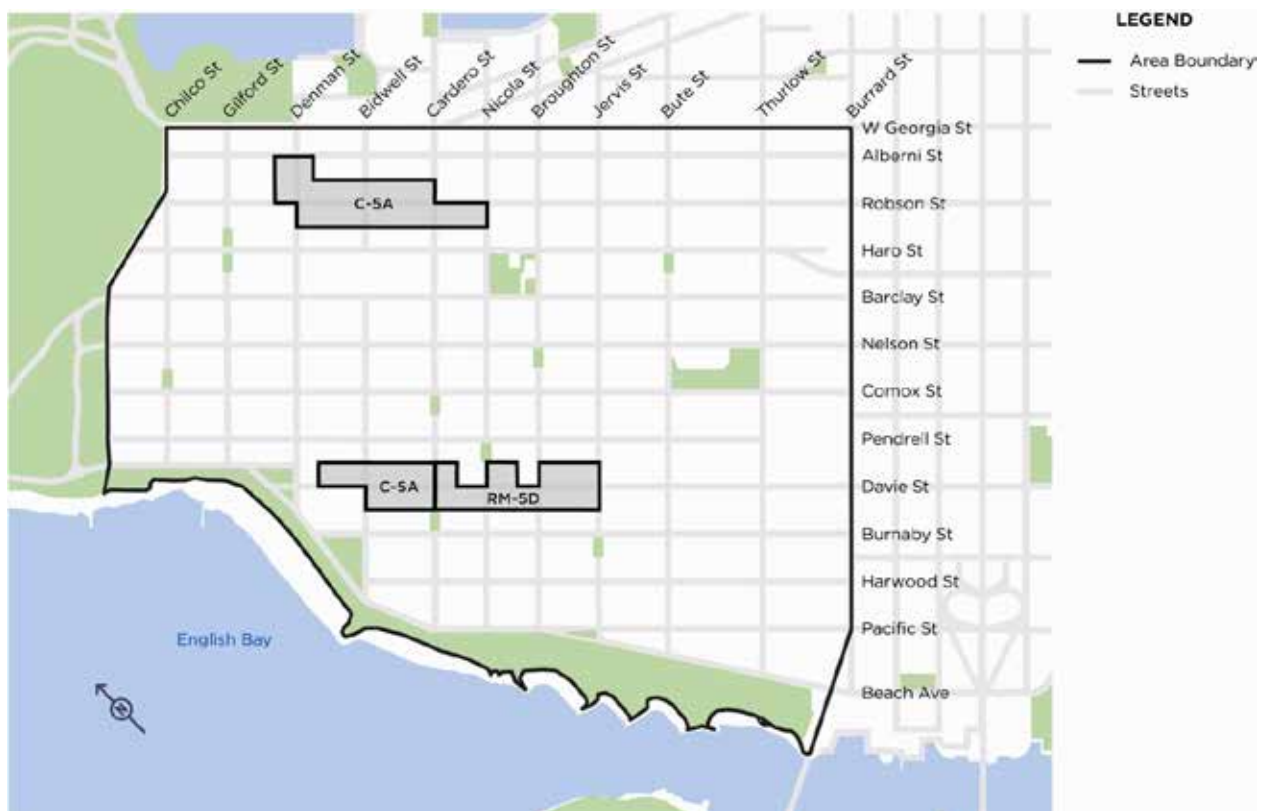 LEGEND
Area Boundary
Streets
Chilco St
Gilford St
Denman St
Bidwell St
Cardero St
Nicola St
Broughton St
Jervis St
Bute St
Thurlow St
Burrard St
W Georgia St
Alberni St
C-5A
Robson St
Haro St
Barclay St
Nelson St
Comox St
Pendrell St
C-5A
RM-5D
Davie St
Burnaby St
Harwood St
Pacific St
English Bay
Beach Ave
N